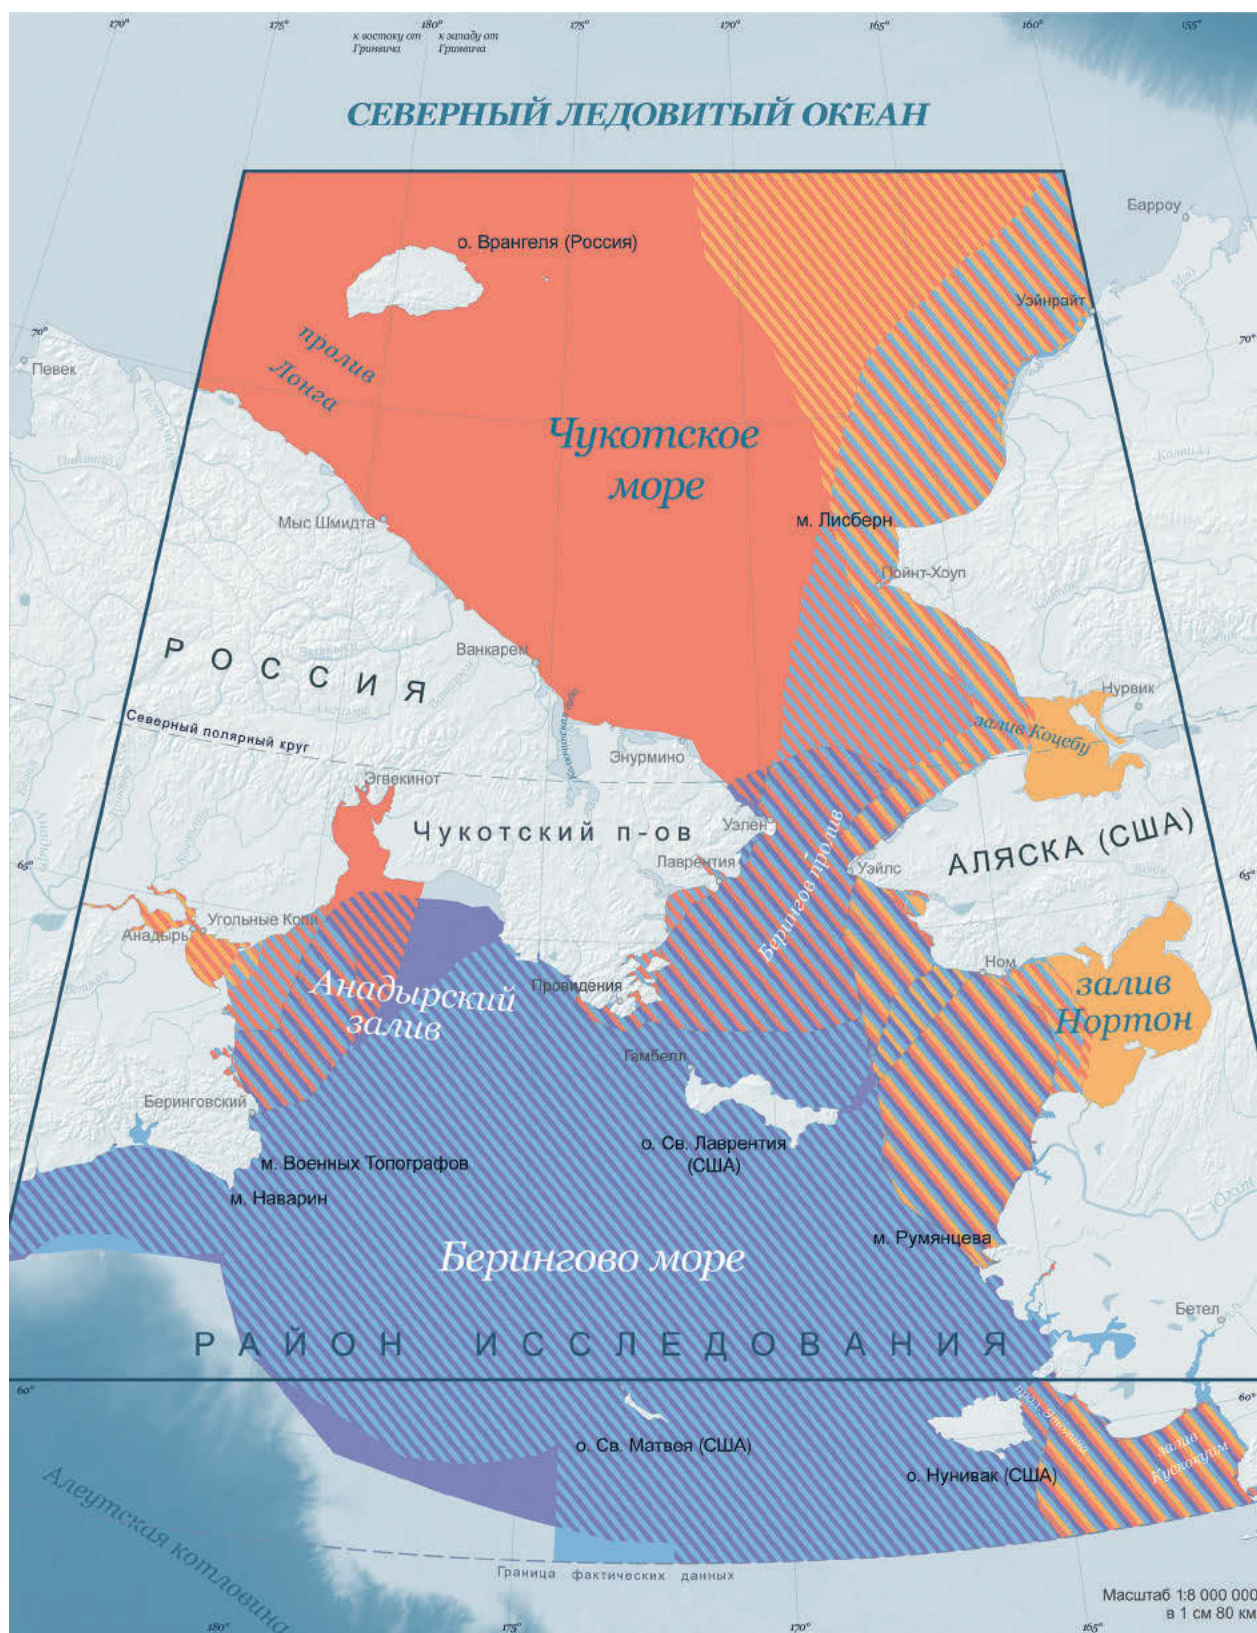 170°
175°
180°
170°
165°
160°
155°
к востоку от
Гринвича
к западу от
Гринвича
СЕВЕРНЫЙ ЛЕДОВИТЫЙ ОКЕАН
Барроу
о. Врангеля (Россия)
Уэйнрайт
70°
70°
пролив
Лонга
Певек
Чукотское
море
Мыс Шмидта
м. Лисберн
Пойнт-Хоуп
РОССИЯ
Ванкарем
Нурвик
Северный полярный круг
залив Коцебу
Энурмино
Эгвекинот
Чукотский п-ов
Уэлен
Берингов пролив
АЛЯСКА (США)
65°
Лаврентия
Уэйлс
65°
Угольные Копи
Анадырь
Анадырский
залив
Провидения
Ном
залив
Нортон
Гамбелл
Беринговский
о. Св. Лаврентия
(США)
м. Военных Топографов
м. Наварин
Юкон
м. Румянцева
Берингово море
Бетел
РАЙОН ИССЛЕДОВАНИЯ
60°
60°
прол. Этолина
залив
Кускокуим
о. Св. Матвея (США)
о. Нунивак (США)
Алеутская котловина
Граница фактических данных
Масштаб 1:8 000 000
в 1 см 80 км
180°
175°
170°
165°